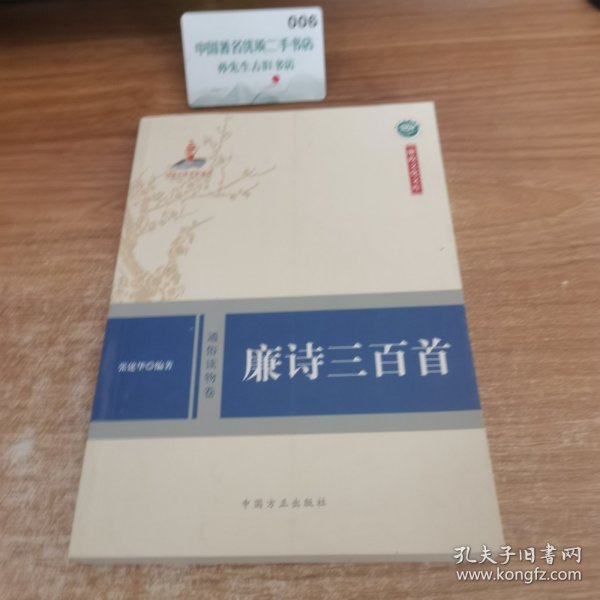 006
中国著名优质二手书店
孙先生古旧书店
廉诗三百首
通俗读物卷
张建华◎编著
中国方正出版社
孔夫子旧书网
www.kongfz.com